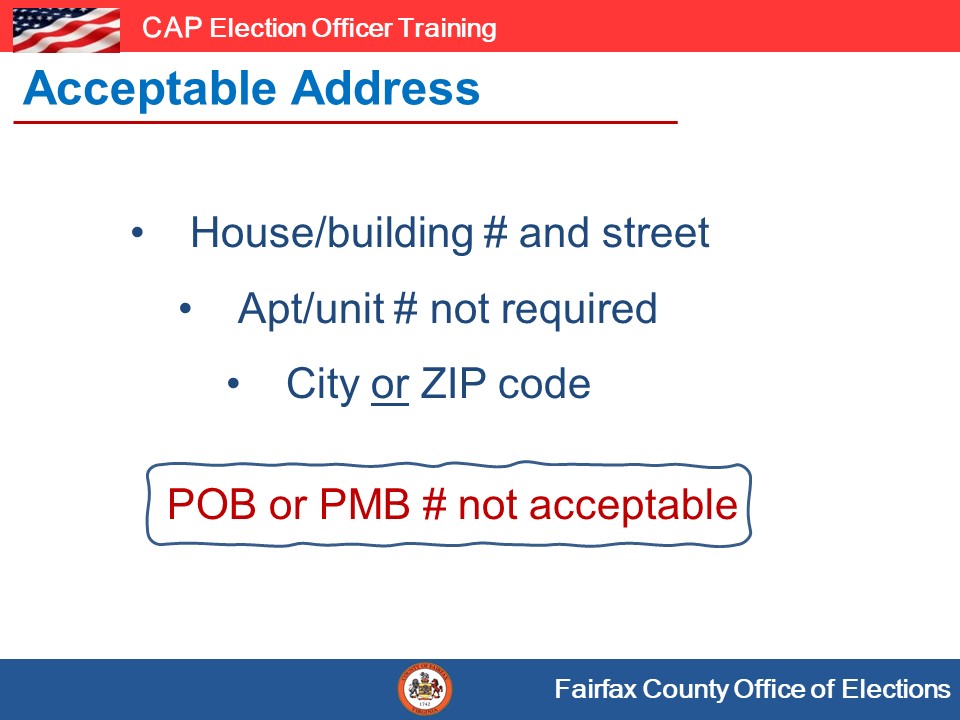 CAP Election Officer Training
Acceptable Address
• House/building # and street
• Apt/unit # not required
• City or ZIP code
POB or PMB # not acceptable
1742
Fairfax County Office of Elections